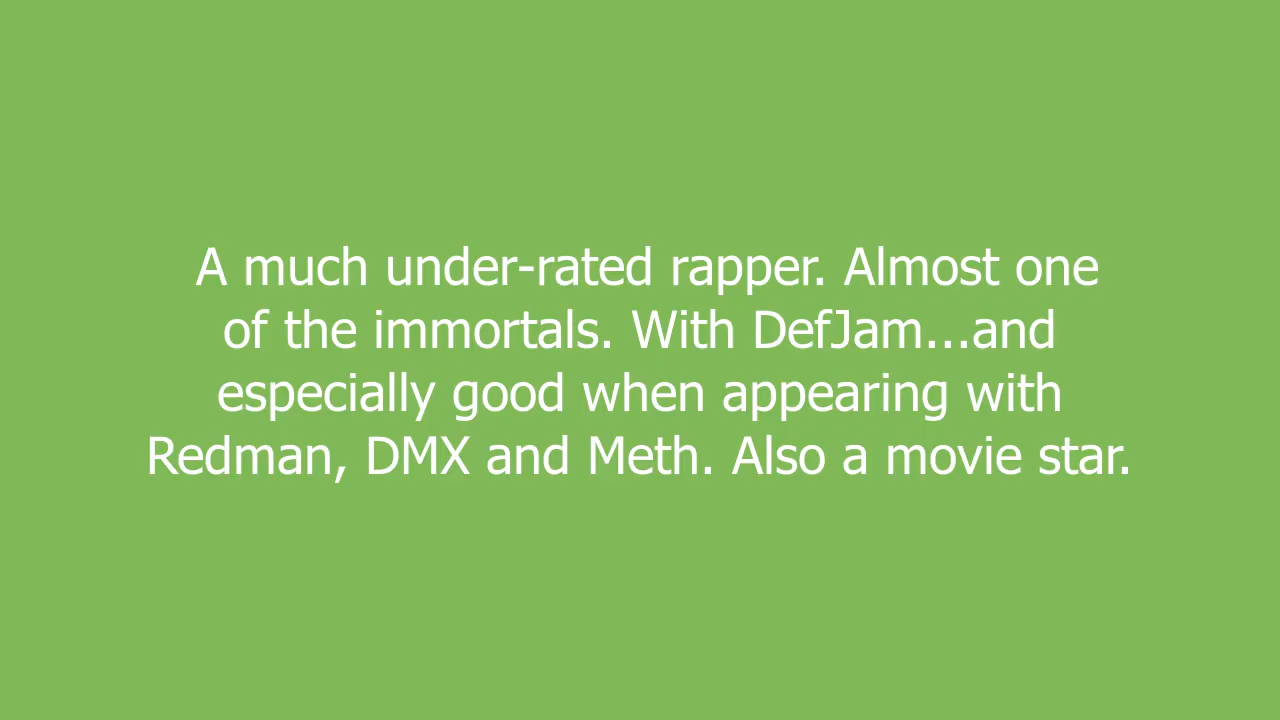 A much under-rated rapper. Almost one
of the immortals. With DefJam...and
especially good when appearing with
Redman, DMX and Meth. Also a movie star.